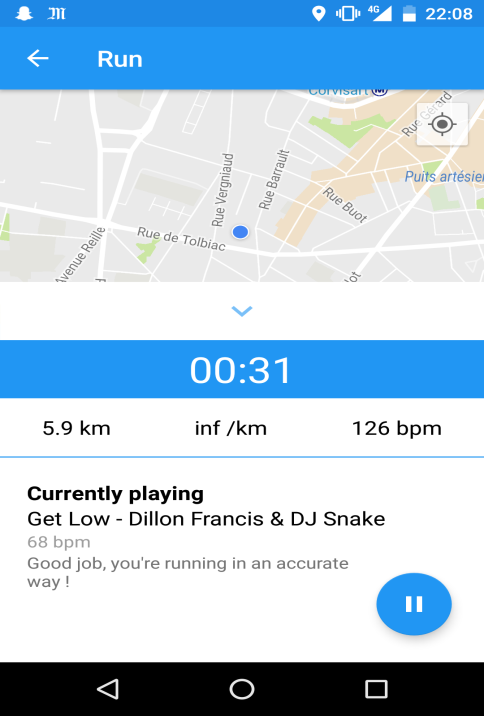 4G 22:08
Run
Corvisart M
Rue Gérard
Puits artésien
Rue Barrault
Rue Vergniaud
Rue Buot
Rue de Tolbiac
Avenue Reille
00:31
5.9 km inf /km 126 bpm
Currently playing
Get Low - Dillon Francis & DJ Snake
68 bpm
Good job, you're running in an accurate
way !